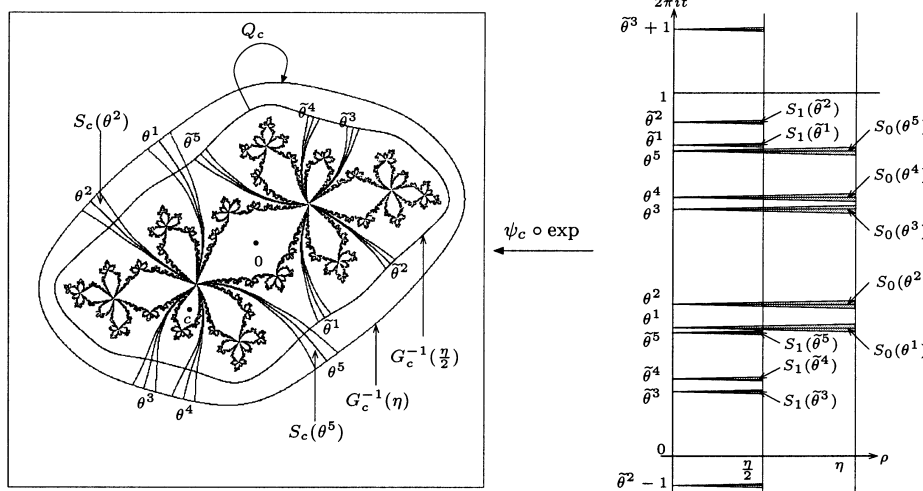 Q_c
S_c(θ^2)
θ^1
θ̃^5
θ̃^4
θ̃^3
θ^2
0
c
θ̃^2
θ̃^1
θ^5
θ^3
θ^4
S_c(θ^5)
G_c^{-1}(η)
G_c^{-1}(η/2)
ψ_c ∘ exp
2πit
θ̃^3 + 1
1
θ̃^2
S_1(θ̃^2)
θ̃^1
S_1(θ̃^1)
S_0(θ^5
θ^5
θ^4
S_0(θ^4)
θ^3
S_0(θ^3)
θ^2
S_0(θ^2
θ^1
θ̃^5
S_1(θ̃^5)
S_0(θ^1)
θ̃^4
S_1(θ̃^4)
θ̃^3
S_1(θ̃^3)
0
η/2
η
ρ
θ̃^2 − 1